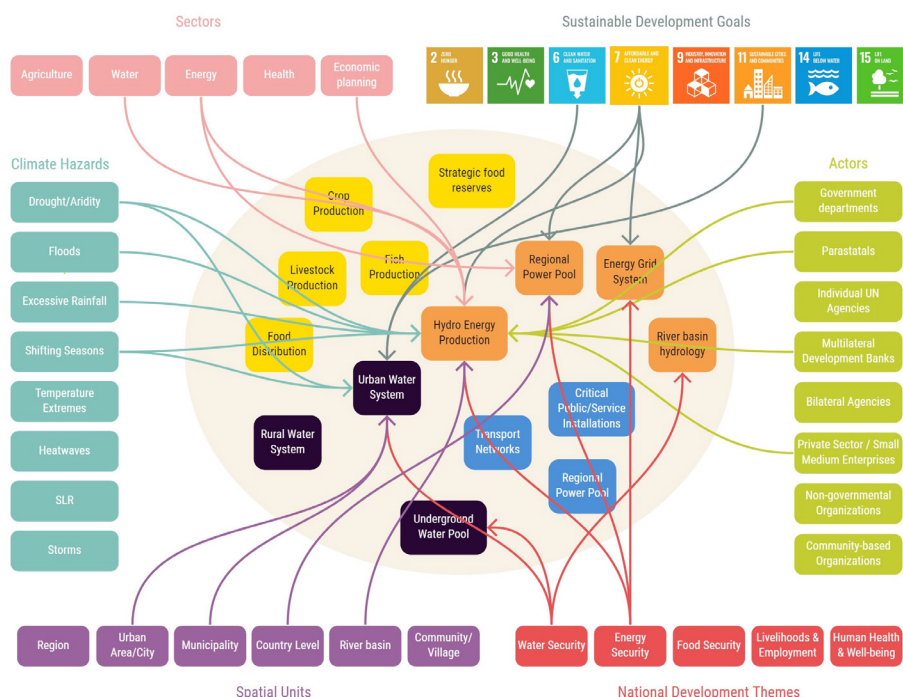 Sectors
Sustainable Development Goals
Agriculture
Water
Energy
Health
Economic
planning
2 ZERO
HUNGER
3 GOOD HEALTH
AND WELL-BEING
6 CLEAN WATER
AND SANITATION
7 AFFORDABLE AND
CLEAN ENERGY
9 INDUSTRY, INNOVATION
AND INFRASTRUCTURE
11 SUSTAINABLE CITIES
AND COMMUNITIES
14 LIFE
BELOW WATER
15 LIFE
ON LAND
Climate Hazards
Drought/Aridity
Floods
Excessive Rainfall
Shifting Seasons
Temperature
Extremes
Heatwaves
SLR
Storms
Crop
Production
Strategic food
reserves
Livestock
Production
Fish
Production
Food
Distribution
Regional
Power Pool
Energy Grid
System
Hydro Energy
Production
River basin
hydrology
Urban Water
System
Rural Water
System
Underground
Water Pool
Transport
Networks
Critical
Public/Service
Installations
Regional
Power Pool
Actors
Government
departments
Parastatals
Individual UN
Agencies
Multilateral
Development Banks
Bilateral Agencies
Private Sector / Small
Medium Enterprises
Non-governmental
Organizations
Community-based
Organizations
Region
Urban
Area/City
Municipality
Country Level
River basin
Community/
Village
Water Security
Energy
Security
Food Security
Livelihoods &
Employment
Human Health
& Well-being
Spatial Units
National Development Themes